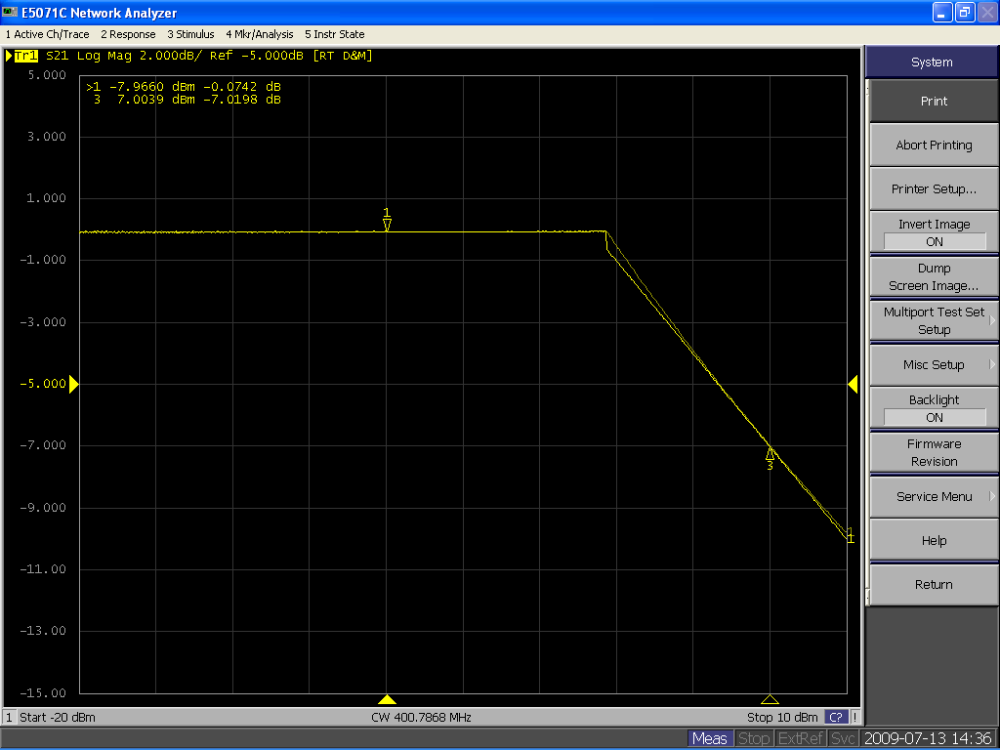 E5071C Network Analyzer
1 Active Ch/Trace 2 Response 3 Stimulus 4 Mkr/Analysis 5 Instr State
Tr1 S21 Log Mag 2.000dB/ Ref -5.000dB [RT D&M]
5.000
>1 -7.9660 dBm -0.0742 dB
3 7.0039 dBm -7.0198 dB
3.000
1.000
1
-1.000
-3.000
-5.000
-7.000
3
-9.000
1
1
-11.00
-13.00
-15.00
1 Start -20 dBm CW 400.7868 MHz Stop 10 dBm C? !
System
Print
Abort Printing
Printer Setup...
Invert Image
ON
Dump
Screen Image...
Multiport Test Set
Setup
Misc Setup
Backlight
ON
Firmware
Revision
Service Menu
Help
Return
Meas Stop ExtRef Svc 2009-07-13 14:36